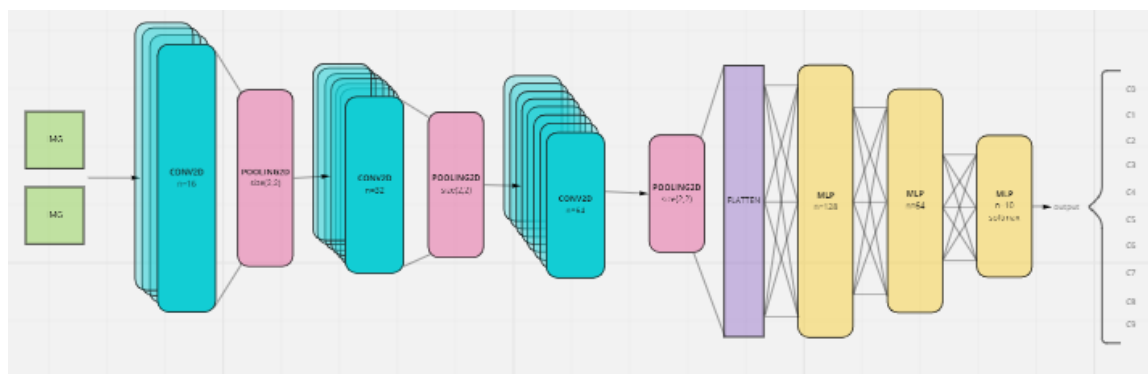 IMG
IMG
CONV2D
n=16
POOLING2D
size(2,2)
CONV2D
n=32
POOLING2D
size(2,2)
CONV2D
n=64
POOLING2D
size(2,2)
FLATTEN
MLP
n=128
MLP
n=64
MLP
n=10
softmax
output
C0
C1
C2
C3
C4
C5
C6
C7
C8
C9